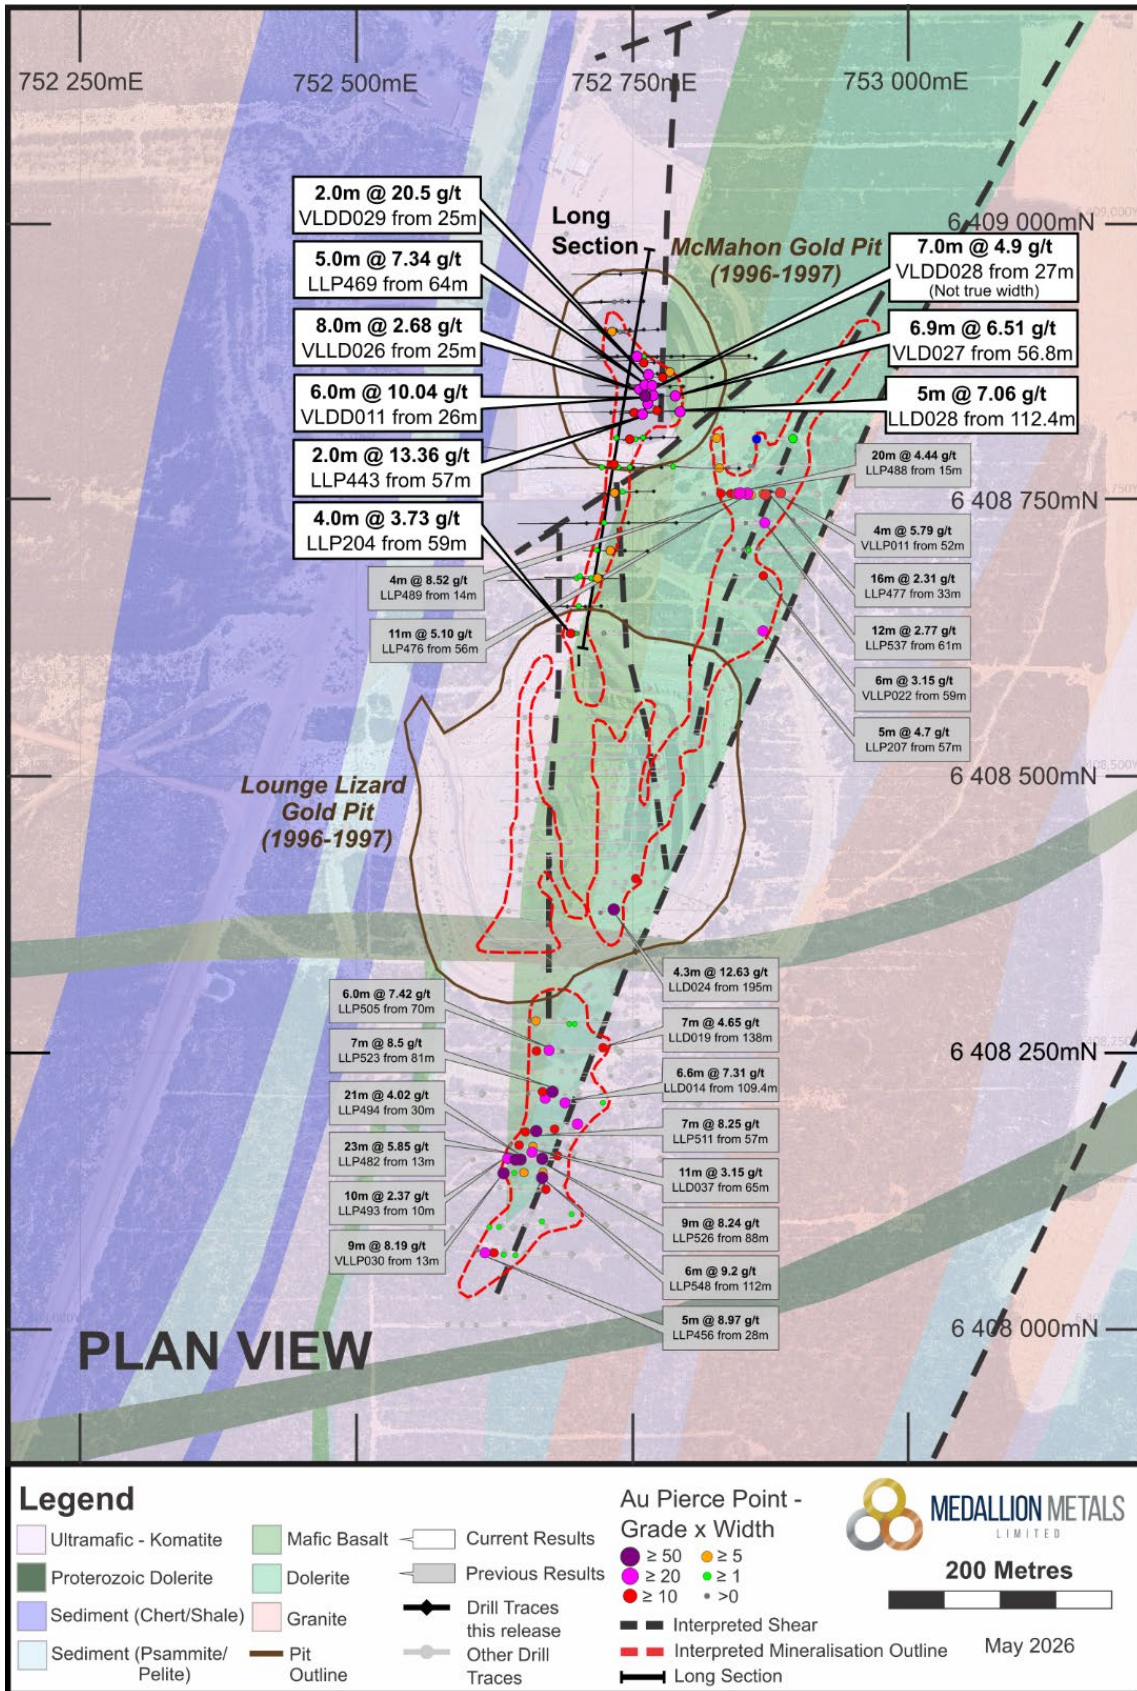 752 250mE
752 500mE
752 750mE
753 000mE
6 409 000mN
2.0m @ 20.5 g/t
VLDD029 from 25m
5.0m @ 7.34 g/t
LLP469 from 64m
8.0m @ 2.68 g/t
VLLD026 from 25m
6.0m @ 10.04 g/t
VLDD011 from 26m
2.0m @ 13.36 g/t
LLP443 from 57m
4.0m @ 3.73 g/t
LLP204 from 59m
4m @ 8.52 g/t
LLP489 from 14m
11m @ 5.10 g/t
LLP476 from 56m
Long
Section
McMahon Gold Pit
(1996-1997)
7.0m @ 4.9 g/t
VLDD028 from 27m
(Not true width)
6.9m @ 6.51 g/t
VLD027 from 56.8m
5m @ 7.06 g/t
LLD028 from 112.4m
20m @ 4.44 g/t
LLP488 from 15m
6 408 750mN
4m @ 5.79 g/t
VLLP011 from 52m
16m @ 2.31 g/t
LLP477 from 33m
12m @ 2.77 g/t
LLP537 from 61m
6m @ 3.15 g/t
VLLP022 from 59m
5m @ 4.7 g/t
LLP207 from 57m
6 408 500mN
Lounge Lizard
Gold Pit
(1996-1997)
6.0m @ 7.42 g/t
LLP505 from 70m
7m @ 8.5 g/t
LLP523 from 81m
21m @ 4.02 g/t
LLP494 from 30m
23m @ 5.85 g/t
LLP482 from 13m
10m @ 2.37 g/t
LLP493 from 10m
9m @ 8.19 g/t
VLLP030 from 13m
4.3m @ 12.63 g/t
LLD024 from 195m
7m @ 4.65 g/t
LLD019 from 138m
6.6m @ 7.31 g/t
LLD014 from 109.4m
7m @ 8.25 g/t
LLP511 from 57m
11m @ 3.15 g/t
LLD037 from 65m
9m @ 8.24 g/t
LLP526 from 88m
6m @ 9.2 g/t
LLP548 from 112m
5m @ 8.97 g/t
LLP456 from 28m
6 408 250mN
6 408 000mN
PLAN VIEW
Legend
Ultramafic - Komatite
Proterozoic Dolerite
Sediment (Chert/Shale)
Sediment (Psammite/
Pelite)
Mafic Basalt
Dolerite
Granite
Pit
Outline
Current Results
Previous Results
Drill Traces
this release
Other Drill
Traces
Au Pierce Point -
Grade x Width
≥ 50
≥ 20
≥ 10
≥ 5
≥ 1
>0
Interpreted Shear
Interpreted Mineralisation Outline
Long Section
MEDALLION METALS
LIMITED
200 Metres
May 2026